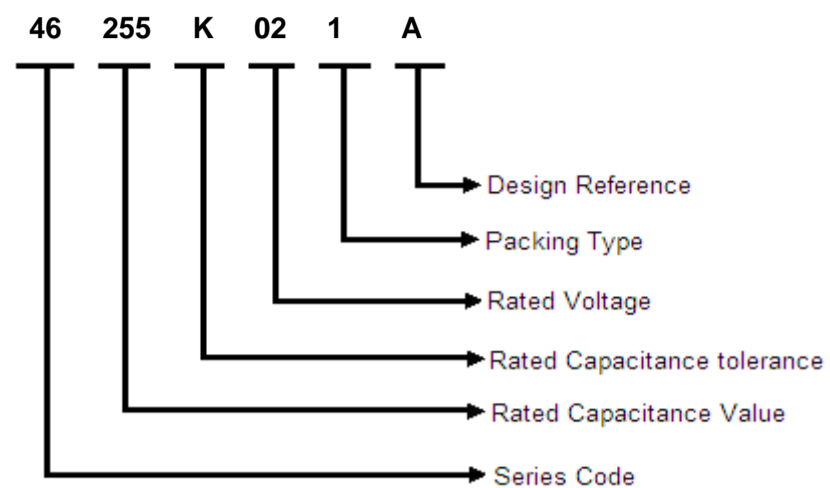 46 255 K 02 1 A
Design Reference
Packing Type
Rated Voltage
Rated Capacitance tolerance
Rated Capacitance Value
Series Code